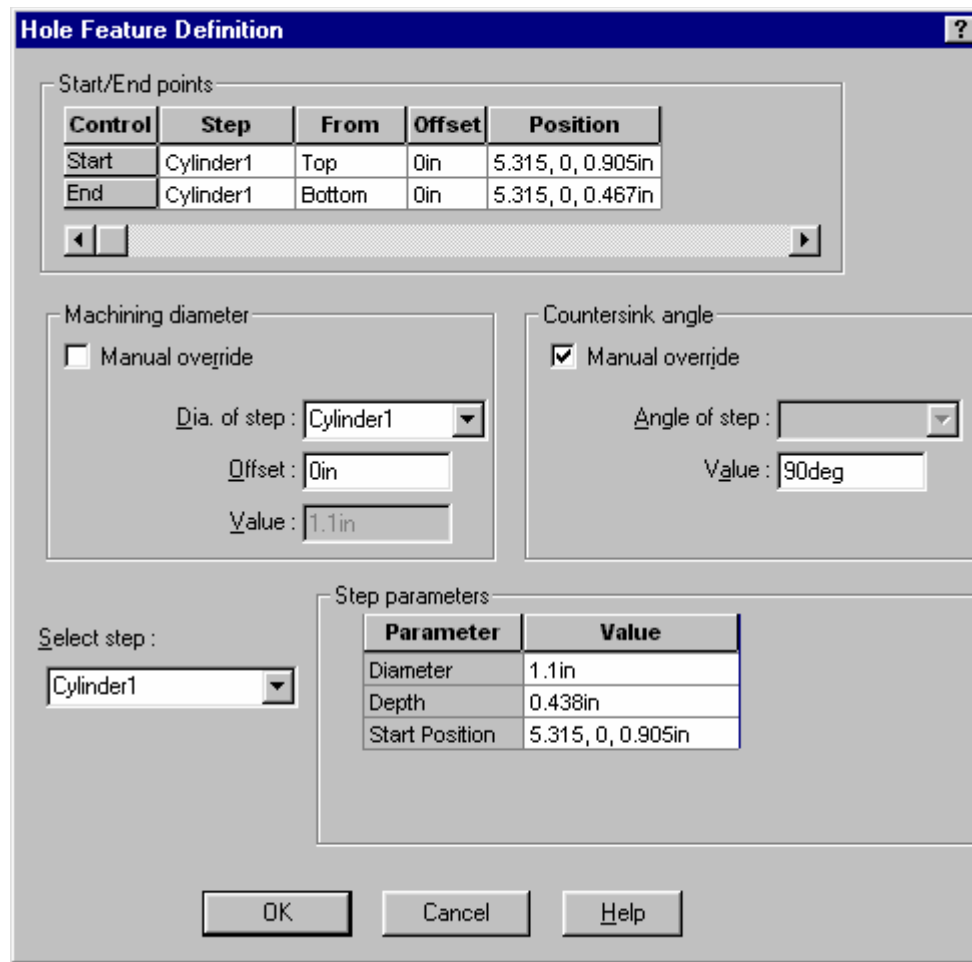 Hole Feature Definition ?
Start/End points
Control Step From Offset Position
Start Cylinder1 Top 0in 5.315, 0, 0.905in
End Cylinder1 Bottom 0in 5.315, 0, 0.467in
Machining diameter
Manual override
Dia. of step : Cylinder1
Offset : 0in
Value : 1.1in
Countersink angle
Manual override
Angle of step :
Value : 90deg
Select step :
Cylinder1
Step parameters
Parameter Value
Diameter 1.1in
Depth 0.438in
Start Position 5.315, 0, 0.905in
OK Cancel Help